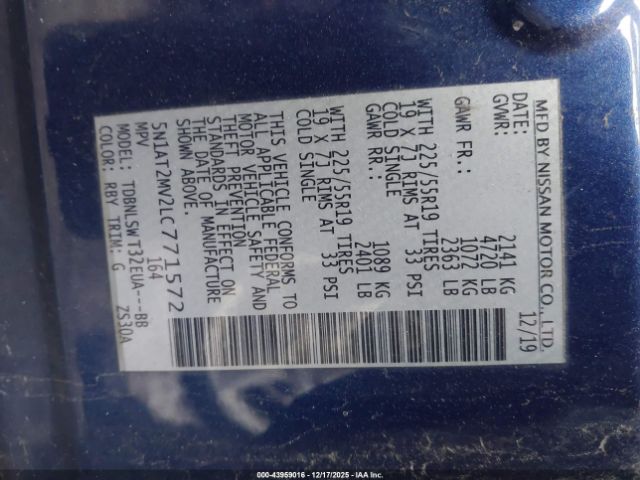 MFD BY NISSAN MOTOR CO., LTD.
DATE: 12/19
GVWR: 2141 KG
4720 LB
GAWR FR.: 1072 KG
2363 LB
WITH 225/55R19 TIRES
19 X 7J RIMS AT 33 PSI
COLD SINGLE
GAWR RR.: 1089 KG
2401 LB
WITH 225/55R19 TIRES
19 X 7J RIMS AT 33 PSI
COLD SINGLE
THIS VEHICLE CONFORMS TO
ALL APPLICABLE FEDERAL
MOTOR VEHICLE SAFETY AND
THEFT PREVENTION
STANDARDS IN EFFECT ON
THE DATE OF MANUFACTURE
SHOWN ABOVE.
5N1AT2MV2LC771572
MPV 164
MODEL: TDBNLSWT32EUA---BB
COLOR: RBY TRIM: G ZS30A
000-43959016 - 12/17/2025 - IAA Inc.